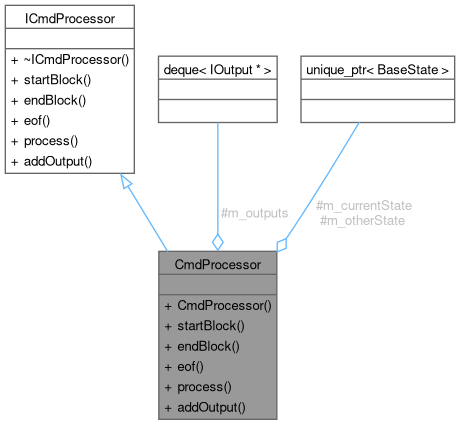 ICmdProcessor
+ ~ICmdProcessor()
+ startBlock()
+ endBlock()
+ eof()
+ process()
+ addOutput()
deque< IOutput * >
unique_ptr< BaseState >
#m_outputs
#m_currentState
#m_otherState
CmdProcessor
+ CmdProcessor()
+ startBlock()
+ endBlock()
+ eof()
+ process()
+ addOutput()